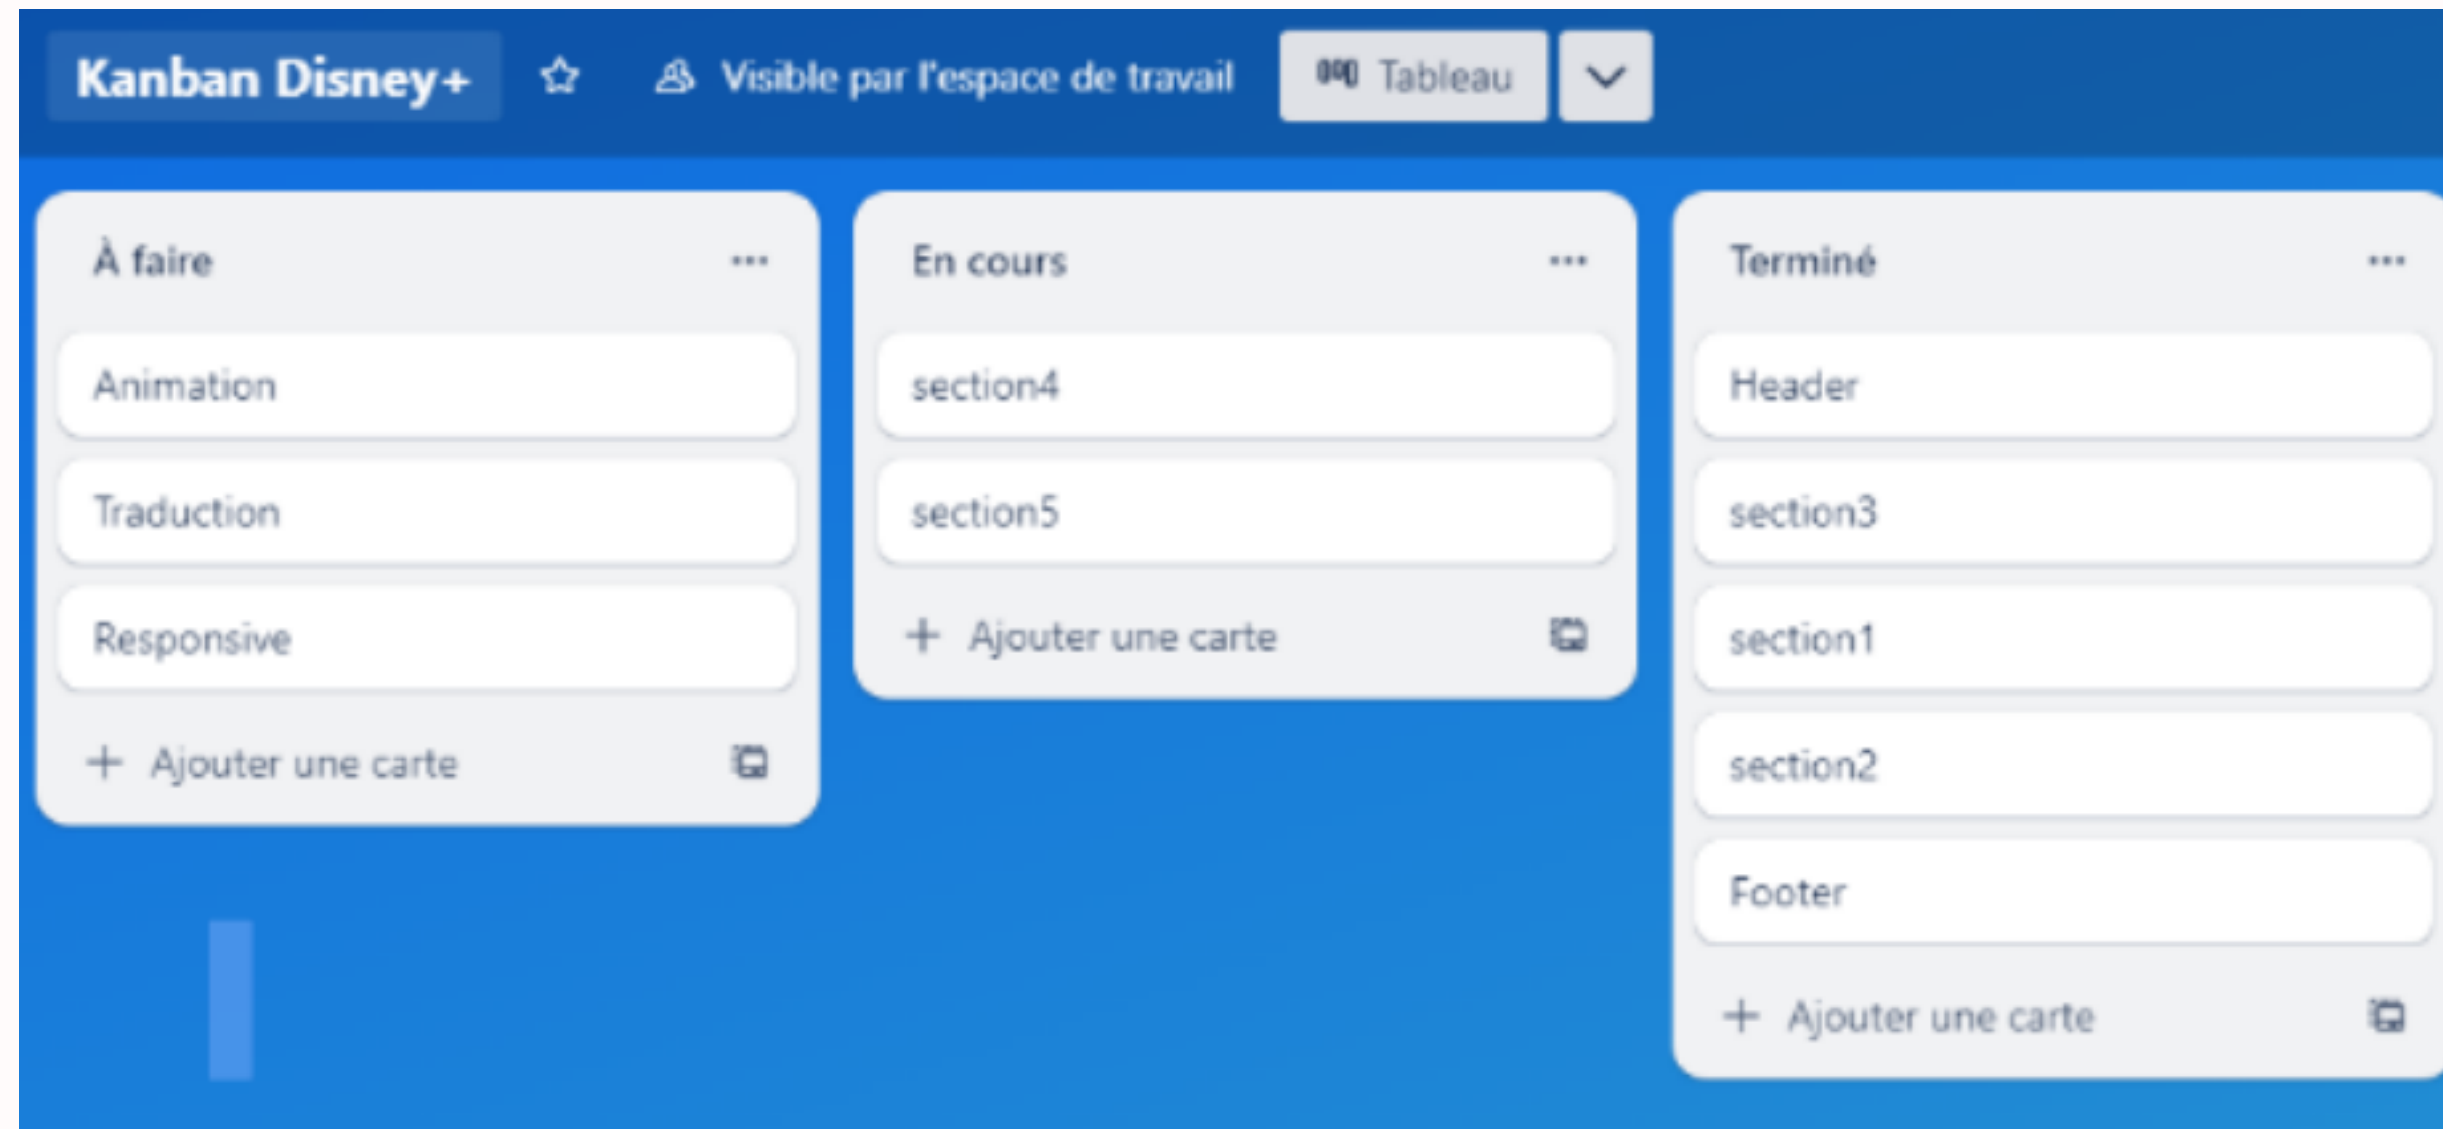 Kanban Disney+ Visible par l'espace de travail Tableau
À faire
Animation
Traduction
Responsive
+ Ajouter une carte
En cours
section4
section5
+ Ajouter une carte
Terminé
Header
section3
section1
section2
Footer
+ Ajouter une carte